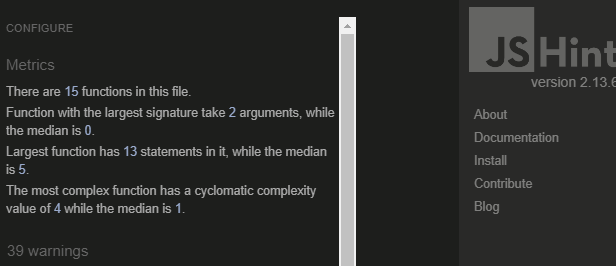 CONFIGURE
Metrics
There are 15 functions in this file.
Function with the largest signature take 2 arguments, while
the median is 0.
Largest function has 13 statements in it, while the median
is 5.
The most complex function has a cyclomatic complexity
value of 4 while the median is 1.
39 warnings
JSHint
version 2.13.6
About
Documentation
Install
Contribute
Blog